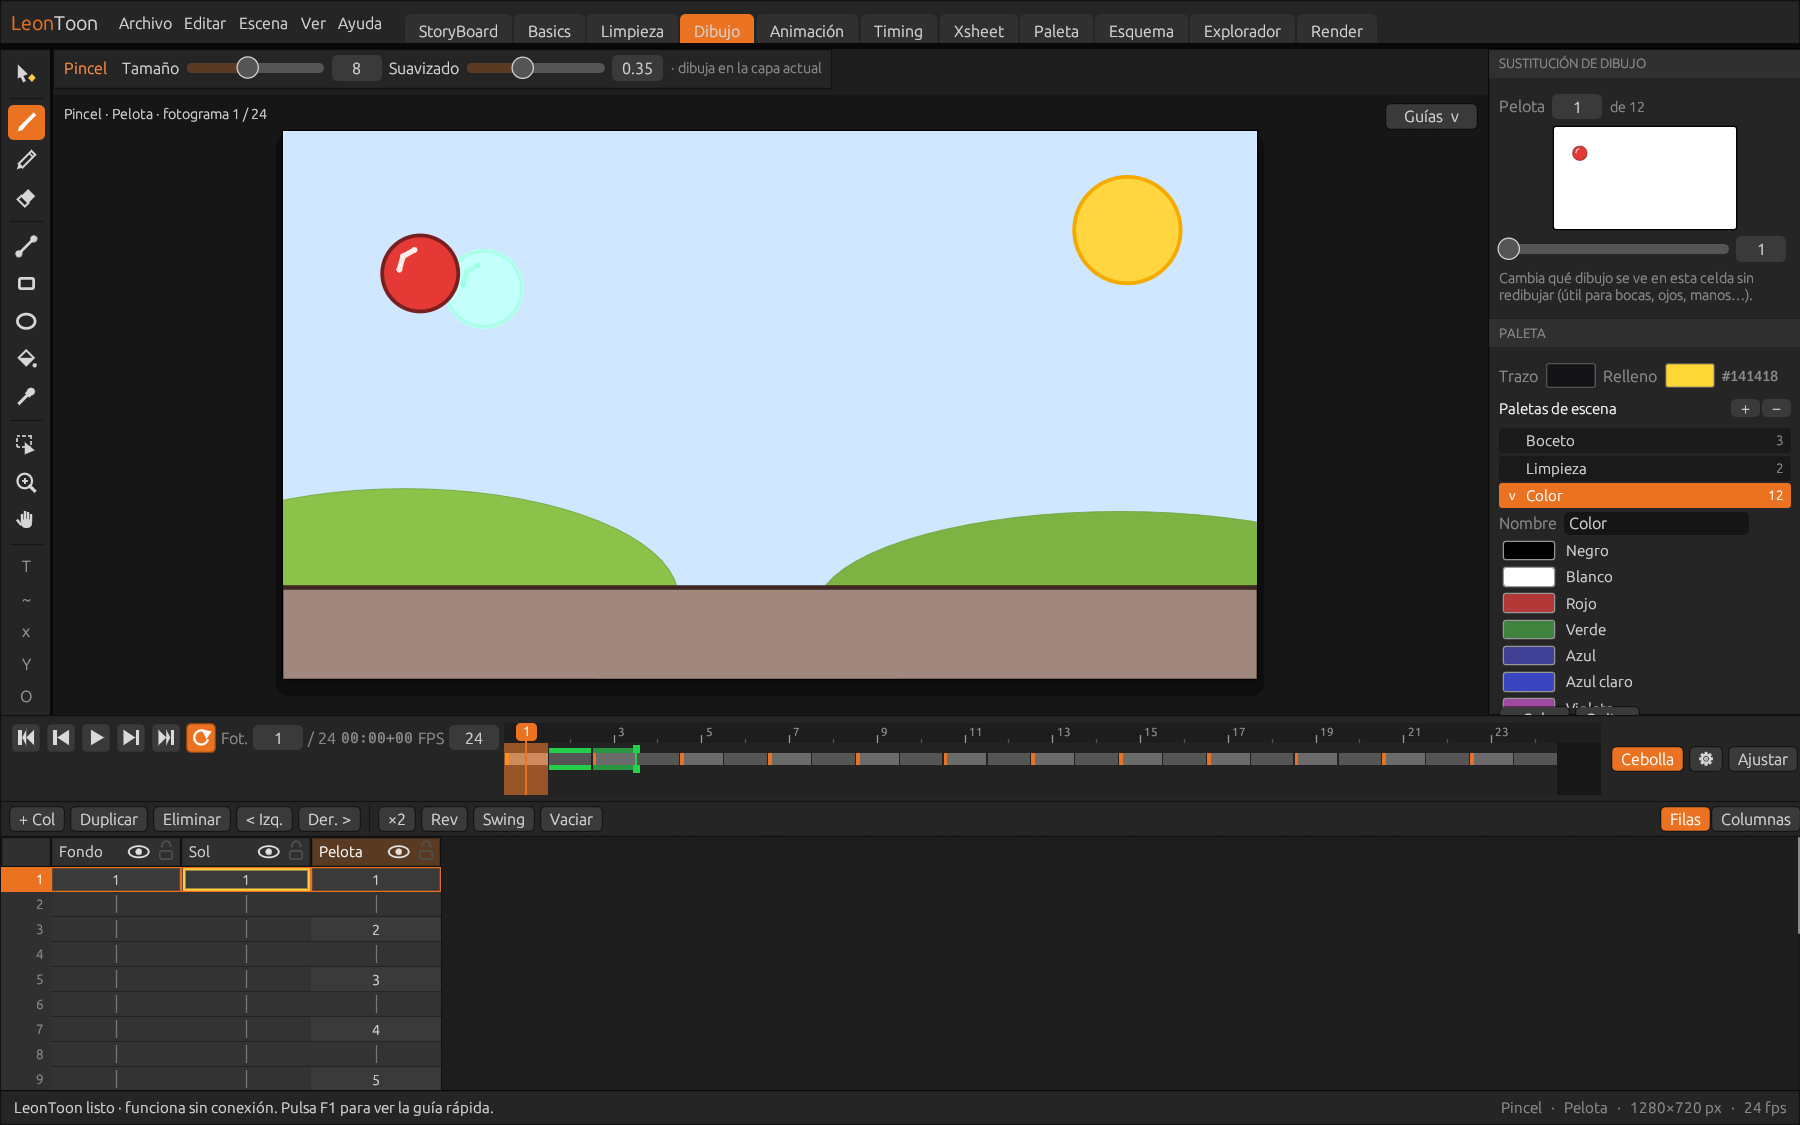 LeonToon Archivo Editar Escena Ver Ayuda StoryBoard Basics Limpieza Dibujo Animación Timing Xsheet Paleta Esquema Explorador Render
Pincel Tamaño 8 Suavizado 0.35 · dibuja en la capa actual
Pincel · Pelota · fotograma 1 / 24
Guías v
SUSTITUCIÓN DE DIBUJO
Pelota 1 de 12
1
Cambia qué dibujo se ve en esta celda sin
redibujar (útil para bocas, ojos, manos...).
PALETA
Trazo Relleno #141418
Paletas de escena + −
Boceto 3
Limpieza 2
v Color 12
Nombre Color
Negro
Blanco
Rojo
Verde
Azul
Azul claro
T
~
x
Y
O
Fot. 1 / 24 00:00+00 FPS 24
1 3 5 7 9 11 13 15 17 19 21 23
Cebolla Ajustar
+ Col Duplicar Eliminar < Izq. Der. > ×2 Rev Swing Vaciar
Filas Columnas
Fondo Sol Pelota
1 1 1 1
2
3 2
4
5 3
6
7 4
8
9 5
LeonToon listo · funciona sin conexión. Pulsa F1 para ver la guía rápida.
Pincel · Pelota · 1280×720 px · 24 fps